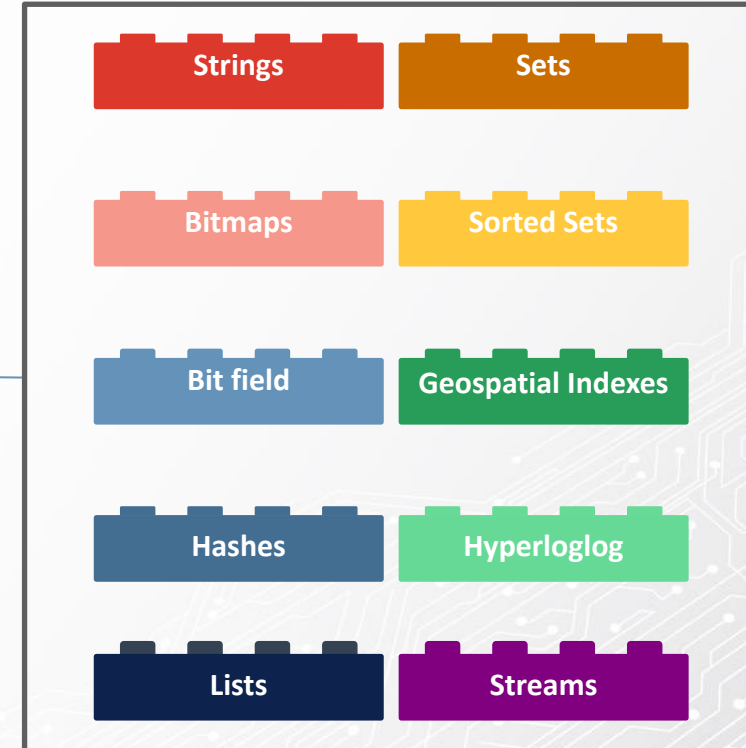 Strings
Sets
Bitmaps
Sorted Sets
Bit field
Geospatial Indexes
Hashes
Hyperloglog
Lists
Streams